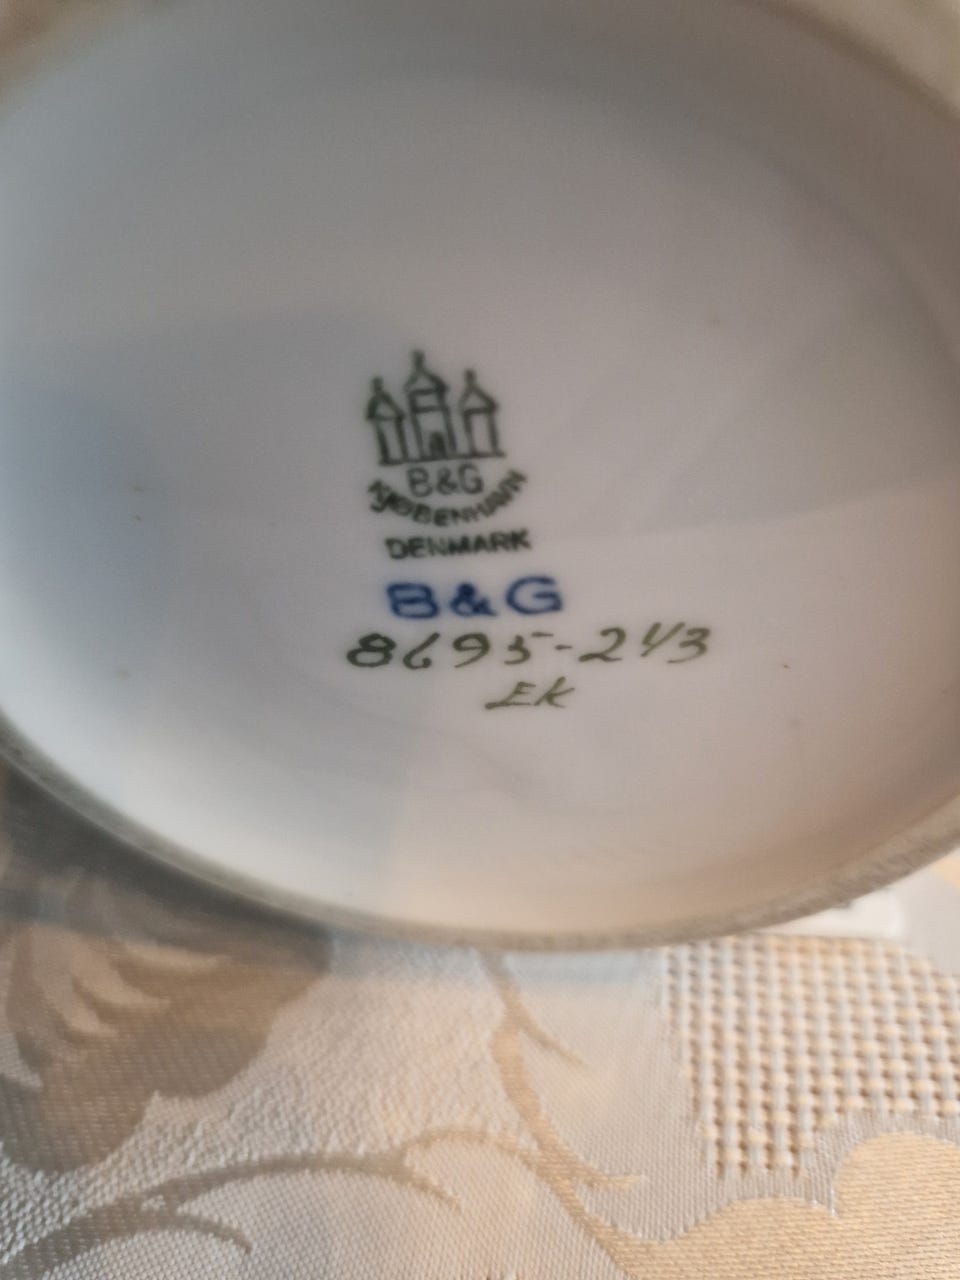 B&G
KJØBENHAVN
DENMARK
B&G
8695-243
EK